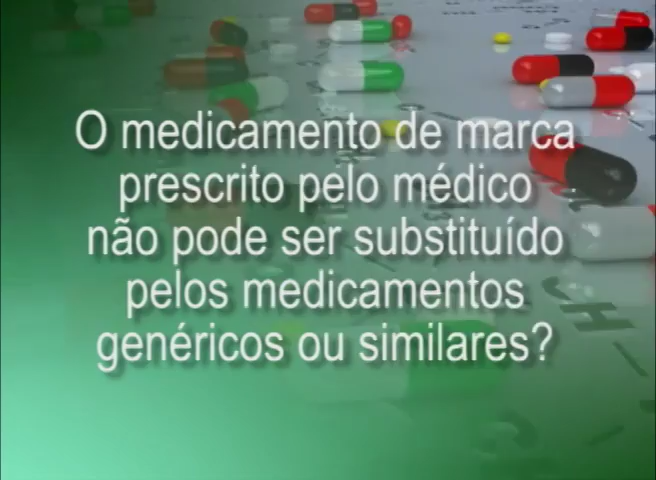 O medicamento de marca
prescrito pelo médico
não pode ser substituído
pelos medicamentos
genéricos ou similares?